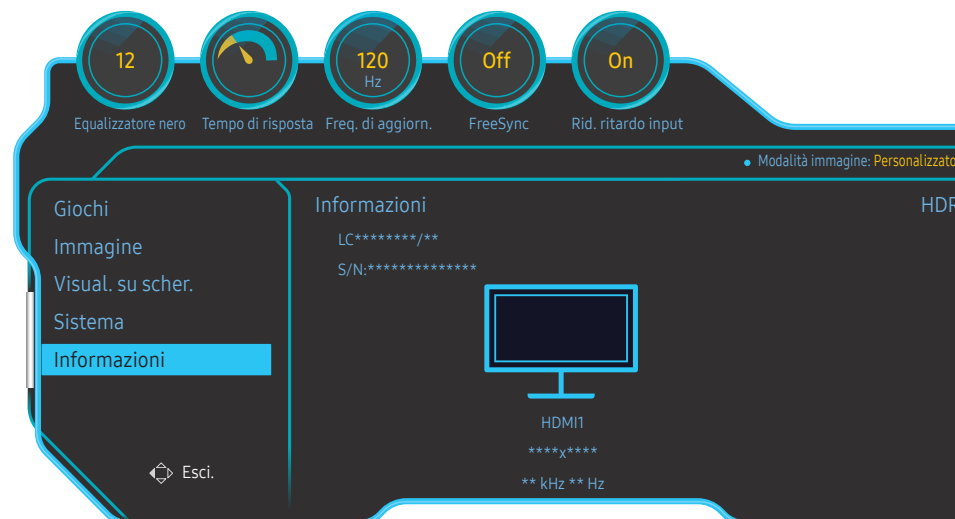 12
120
Hz
Off
On
Equalizzatore nero
Tempo di risposta
Freq. di aggiorn.
FreeSync
Rid. ritardo input
• Modalità immagine: Personalizzato
Giochi
Immagine
Visual. su scher.
Sistema
Informazioni
Esci.
Informazioni
HDR
LC********/**
S/N:**************
HDMI1
****x****
** kHz ** Hz